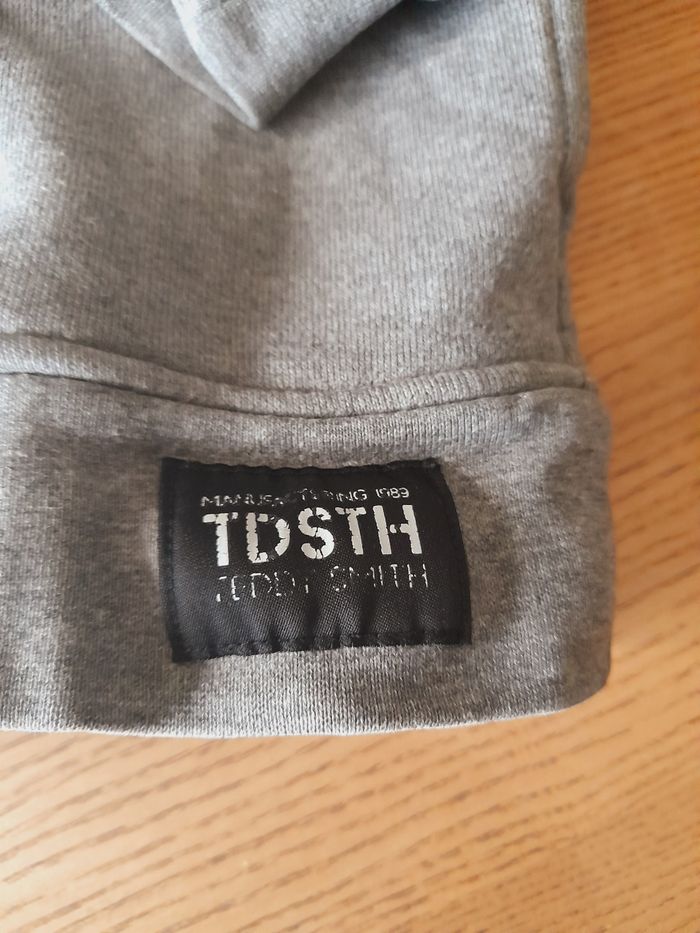 MANUFACTURING 1989
TDSTH
TEDDY SMITH